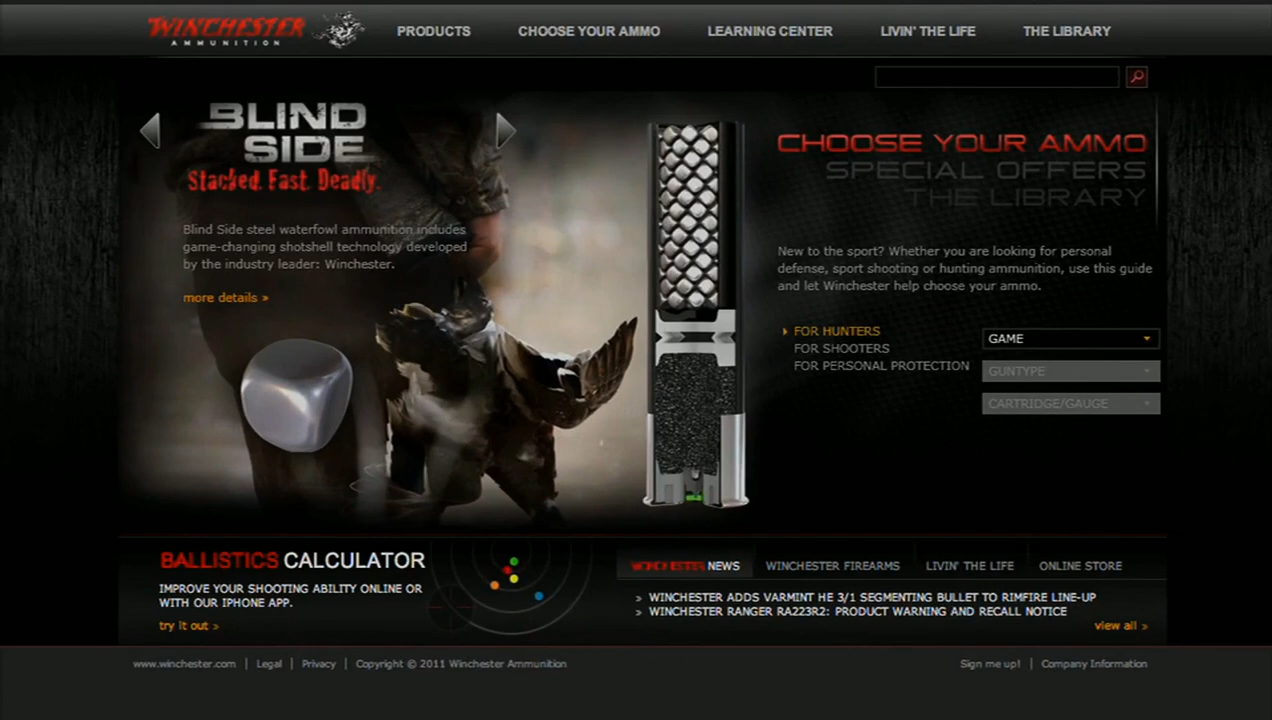 WINCHESTER
AMMUNITION
PRODUCTS
CHOOSE YOUR AMMO
LEARNING CENTER
LIVIN' THE LIFE
THE LIBRARY
BLIND
SIDE
Stacked. Fast. Deadly.
Blind Side steel waterfowl ammunition includes
game-changing shotshell technology developed
by the industry leader: Winchester.
more details »
CHOOSE YOUR AMMO
SPECIAL OFFERS
THE LIBRARY
New to the sport? Whether you are looking for personal
defense, sport shooting or hunting ammunition, use this guide
and let Winchester help choose your ammo.
FOR HUNTERS
FOR SHOOTERS
FOR PERSONAL PROTECTION
GAME
GUNTYPE
CARTRIDGE/GAUGE
BALLISTICS CALCULATOR
IMPROVE YOUR SHOOTING ABILITY ONLINE OR
WITH OUR IPHONE APP.
try it out »
WINCHESTER NEWS
WINCHESTER FIREARMS
LIVIN' THE LIFE
ONLINE STORE
» WINCHESTER ADDS VARMINT HE 3/1 SEGMENTING BULLET TO RIMFIRE LINE-UP
» WINCHESTER RANGER RA223R2: PRODUCT WARNING AND RECALL NOTICE
view all »
www.winchester.com | Legal | Privacy | Copyright © 2011 Winchester Ammunition
Sign me up! | Company Information